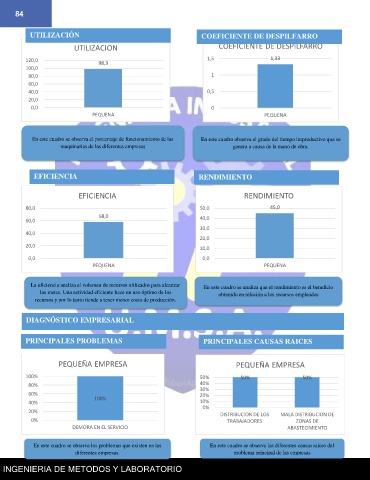 84
UTILIZACIÓN
UTILIZACION
98,3
120,0
100,0
80,0
60,0
40,0
20,0
0,0
PEQUEÑA
COEFICIENTE DE DESPILFARRO
COEFICIENTE DE DESPILFARRO
1,33
1,5
1
0,5
0
PEQUEÑA
En este cuadro se observa el porcentaje de funcionamiento de las
maquinarias de las diferentes empresas
En este cuadro observa el grado del tiempo improductivo que se
genera a causa de la mano de obra.
EFICIENCIA
EFICIENCIA
58,0
80,0
60,0
40,0
20,0
0,0
PEQUEÑA
RENDIMIENTO
RENDIMIENTO
45,0
50,0
40,0
30,0
20,0
10,0
0,0
PEQUEÑA
La eficiencia analiza el volumen de recursos utilizados para alcanzar
las metas. Una actividad eficiente hace un uso óptimo de los
recursos y por lo tanto tiende a tener menor costo de producción.
En este cuadro se analiza que el rendimiento es el beneficio
obtenido en relación a los recursos empleados
DIAGNÓSTICO EMPRESARIAL
PRINCIPALES PROBLEMAS
PEQUEÑA EMPRESA
100%
80%
60%
40%
20%
0%
100%
DEMORA EN EL SERVICIO
PRINCIPALES CAUSAS RAICES
PEQUEÑA EMPRESA
50%
40%
30%
20%
10%
0%
50%
50%
DISTRIBUCION DE LOS
TRABAJADORES
MALA DISTRIBUCION DE
ZONAS DE
ABASTECIMIENTO
En este cuadro se observa los problemas que existen en las
diferentes empresas.
En este cuadro se observa las diferentes causas raíces del
problema principal de las empresas
INGENIERIA DE METODOS Y LABORATORIO